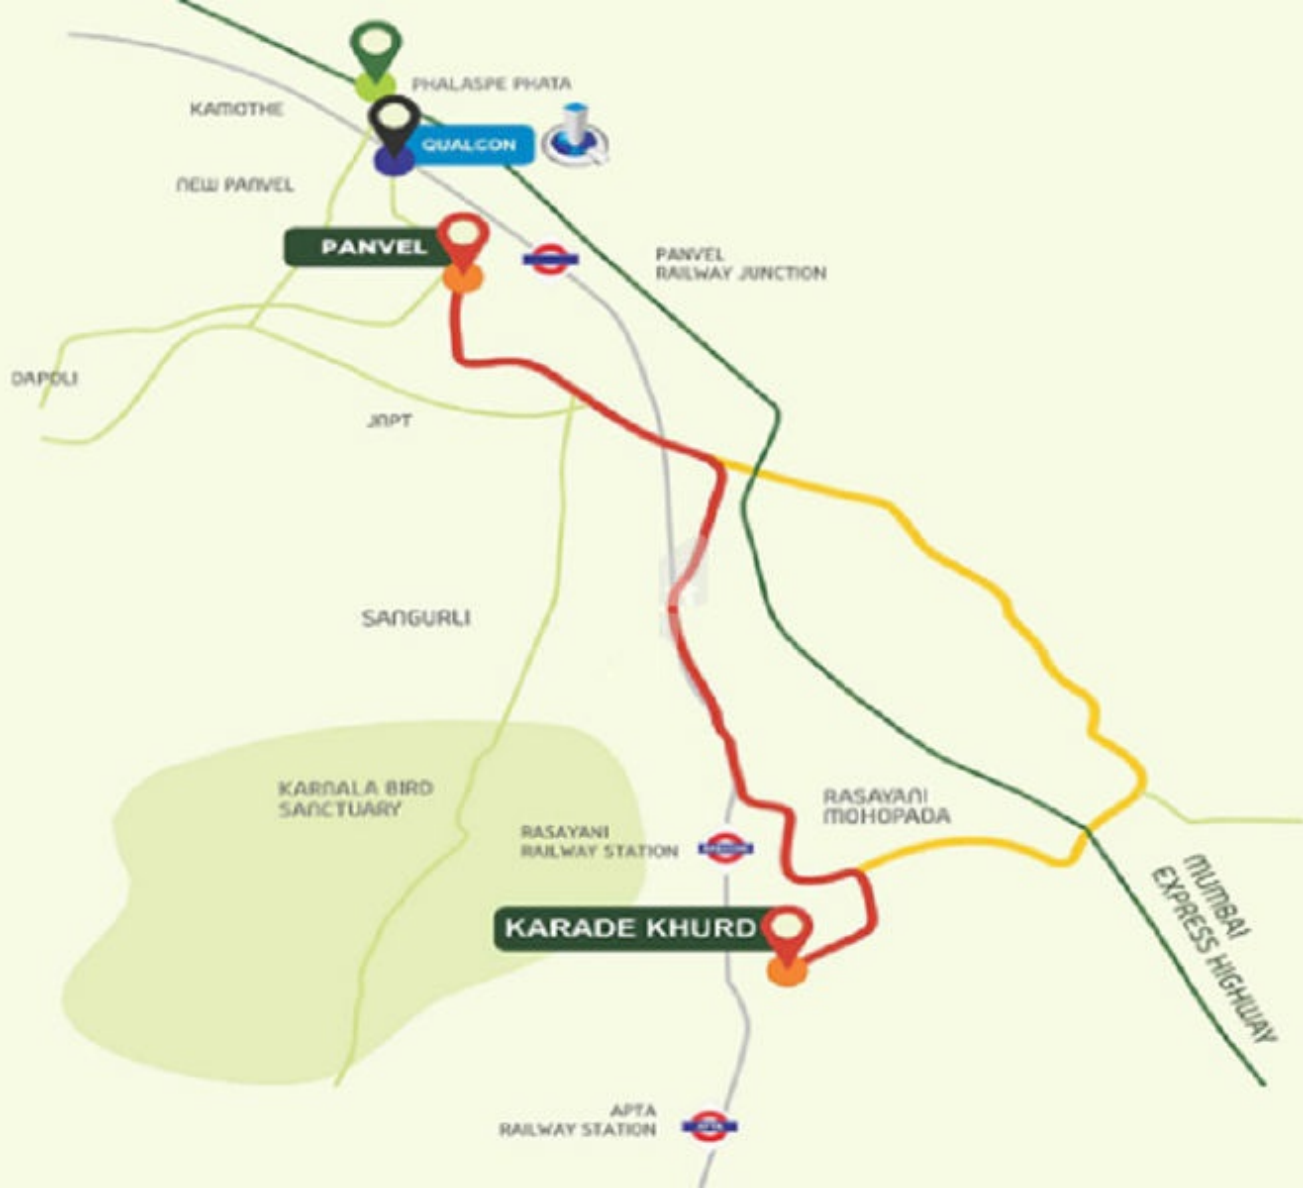 PHALASPE PHATA
KAMOTHE
QUALCON
NEW PANVEL
PANVEL
PANVEL
RAILWAY JUNCTION
DAPOLI
JNPT
SANGURLI
KARNALA BIRD
SANCTUARY
RASAYANI
MOHOPADA
RASAYANI
RAILWAY STATION
KARADE KHURD
MUMBAI
EXPRESS HIGHWAY
APTA
RAILWAY STATION
APTA